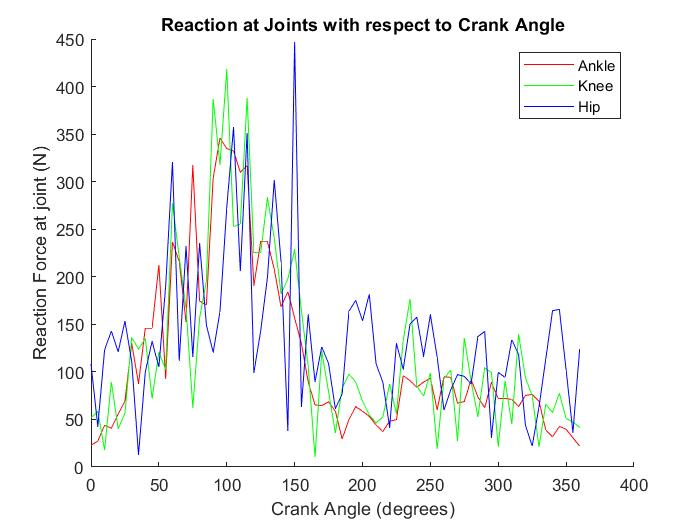 Reaction at Joints with respect to Crank Angle
450
400
350
300
250
200
150
100
50
0
Reaction Force at joint (N)
Ankle
Knee
Hip
0 50 100 150 200 250 300 350 400
Crank Angle (degrees)